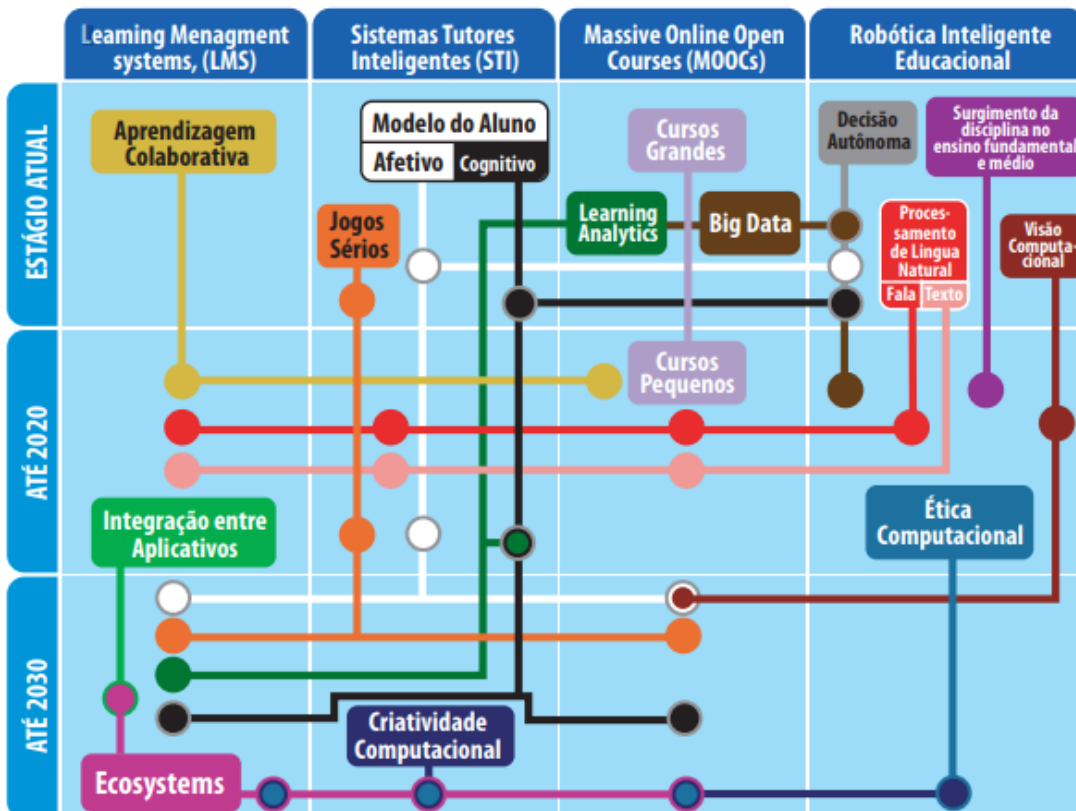 Leaming Menagment
systems, (LMS)
Sistemas Tutores
Inteligentes (STI)
Massive Online Open
Courses (MOOCs)
Robótica Inteligente
Educacional
ESTÁGIO ATUAL
Aprendizagem
Colaborativa
Modelo do Aluno
Afetivo
Cognitivo
Jogos
Sérios
Cursos
Grandes
Learning
Analytics
Big Data
Decisão
Autônoma
Surgimento da
disciplina no
ensino fundamental
e médio
Proces-
samento
de Lingua
Natural
Fala
Texto
Visão
Computa-
cional
ATÉ 2020
Cursos
Pequenos
Integração entre
Aplicativos
Ética
Computacional
ATÉ 2030
Criatividade
Computacional
Ecosystems